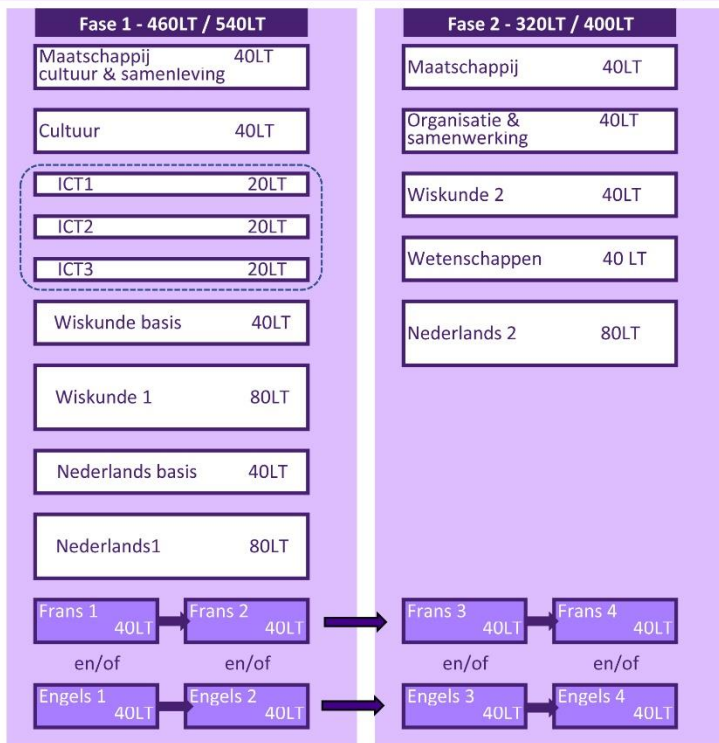 Fase 1 - 460LT / 540LT
Maatschappij 40LT
cultuur & samenleving
Cultuur 40LT
ICT1 20LT
ICT2 20LT
ICT3 20LT
Wiskunde basis 40LT
Wiskunde 1 80LT
Nederlands basis 40LT
Nederlands1 80LT
Frans 1
40LT
Frans 2
40LT
en/of
en/of
Engels 1
40LT
Engels 2
40LT
Fase 2 - 320LT / 400LT
Maatschappij 40LT
Organisatie & 40LT
samenwerking
Wiskunde 2 40LT
Wetenschappen 40 LT
Nederlands 2 80LT
Frans 3
40LT
Frans 4
40LT
en/of
en/of
Engels 3
40LT
Engels 4
40LT